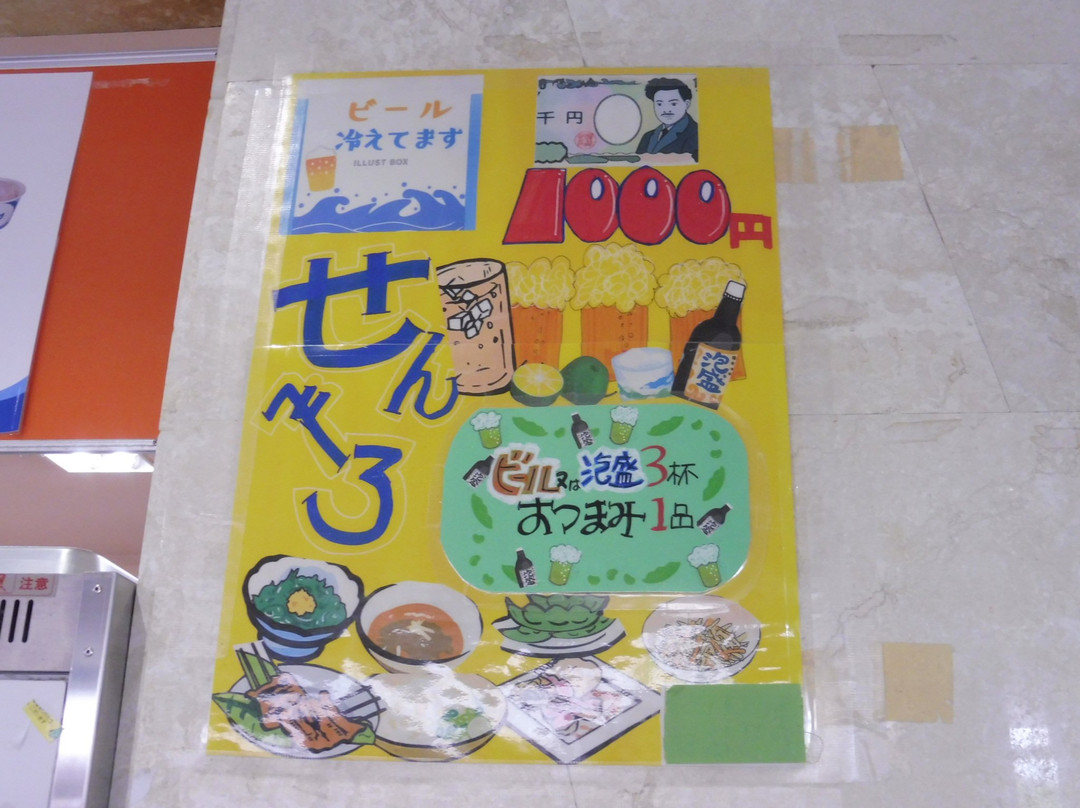 ビール
冷えてます
ILLUST BOX
千円
1000円
せんべろ
泡盛
ビール又は泡盛3杯
おつまみ1品
注意